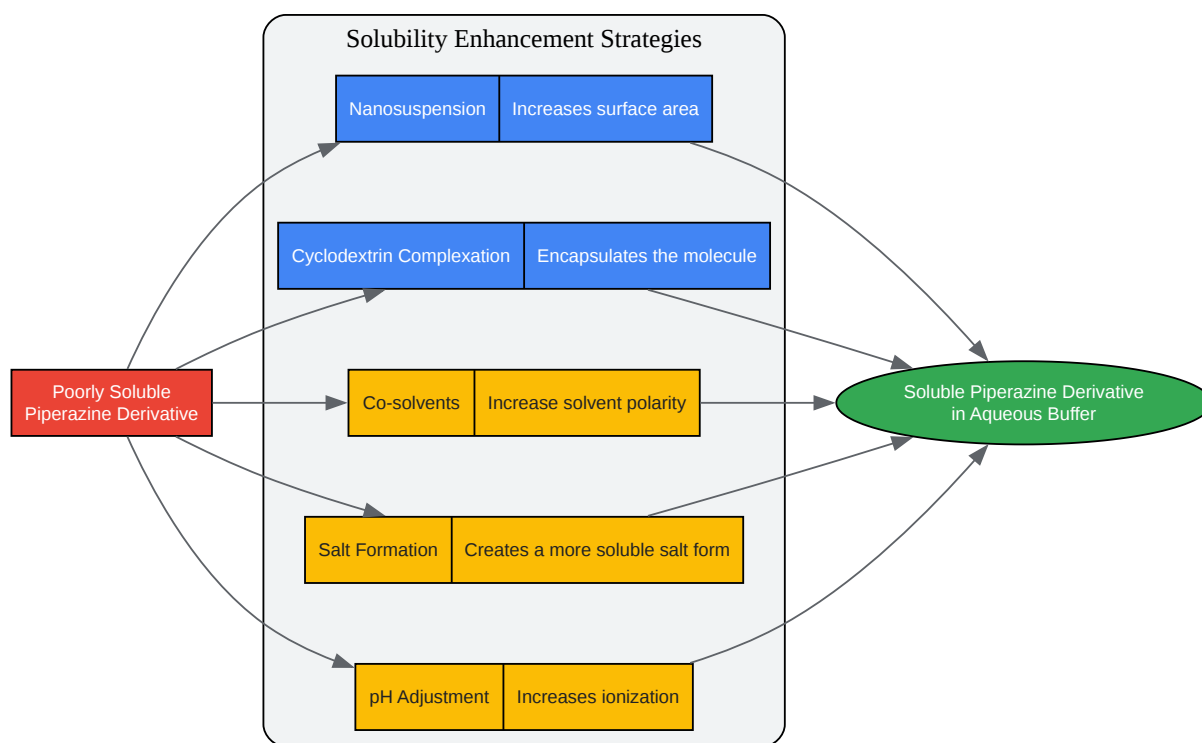 Solubility Enhancement Strategies
Nanosuspension
Increases surface area
Cyclodextrin Complexation
Encapsulates the molecule
Poorly Soluble
Piperazine Derivative
Co-solvents
Increase solvent polarity
Soluble Piperazine Derivative
in Aqueous Buffer
Salt Formation
Creates a more soluble salt form
pH Adjustment
Increases ionization